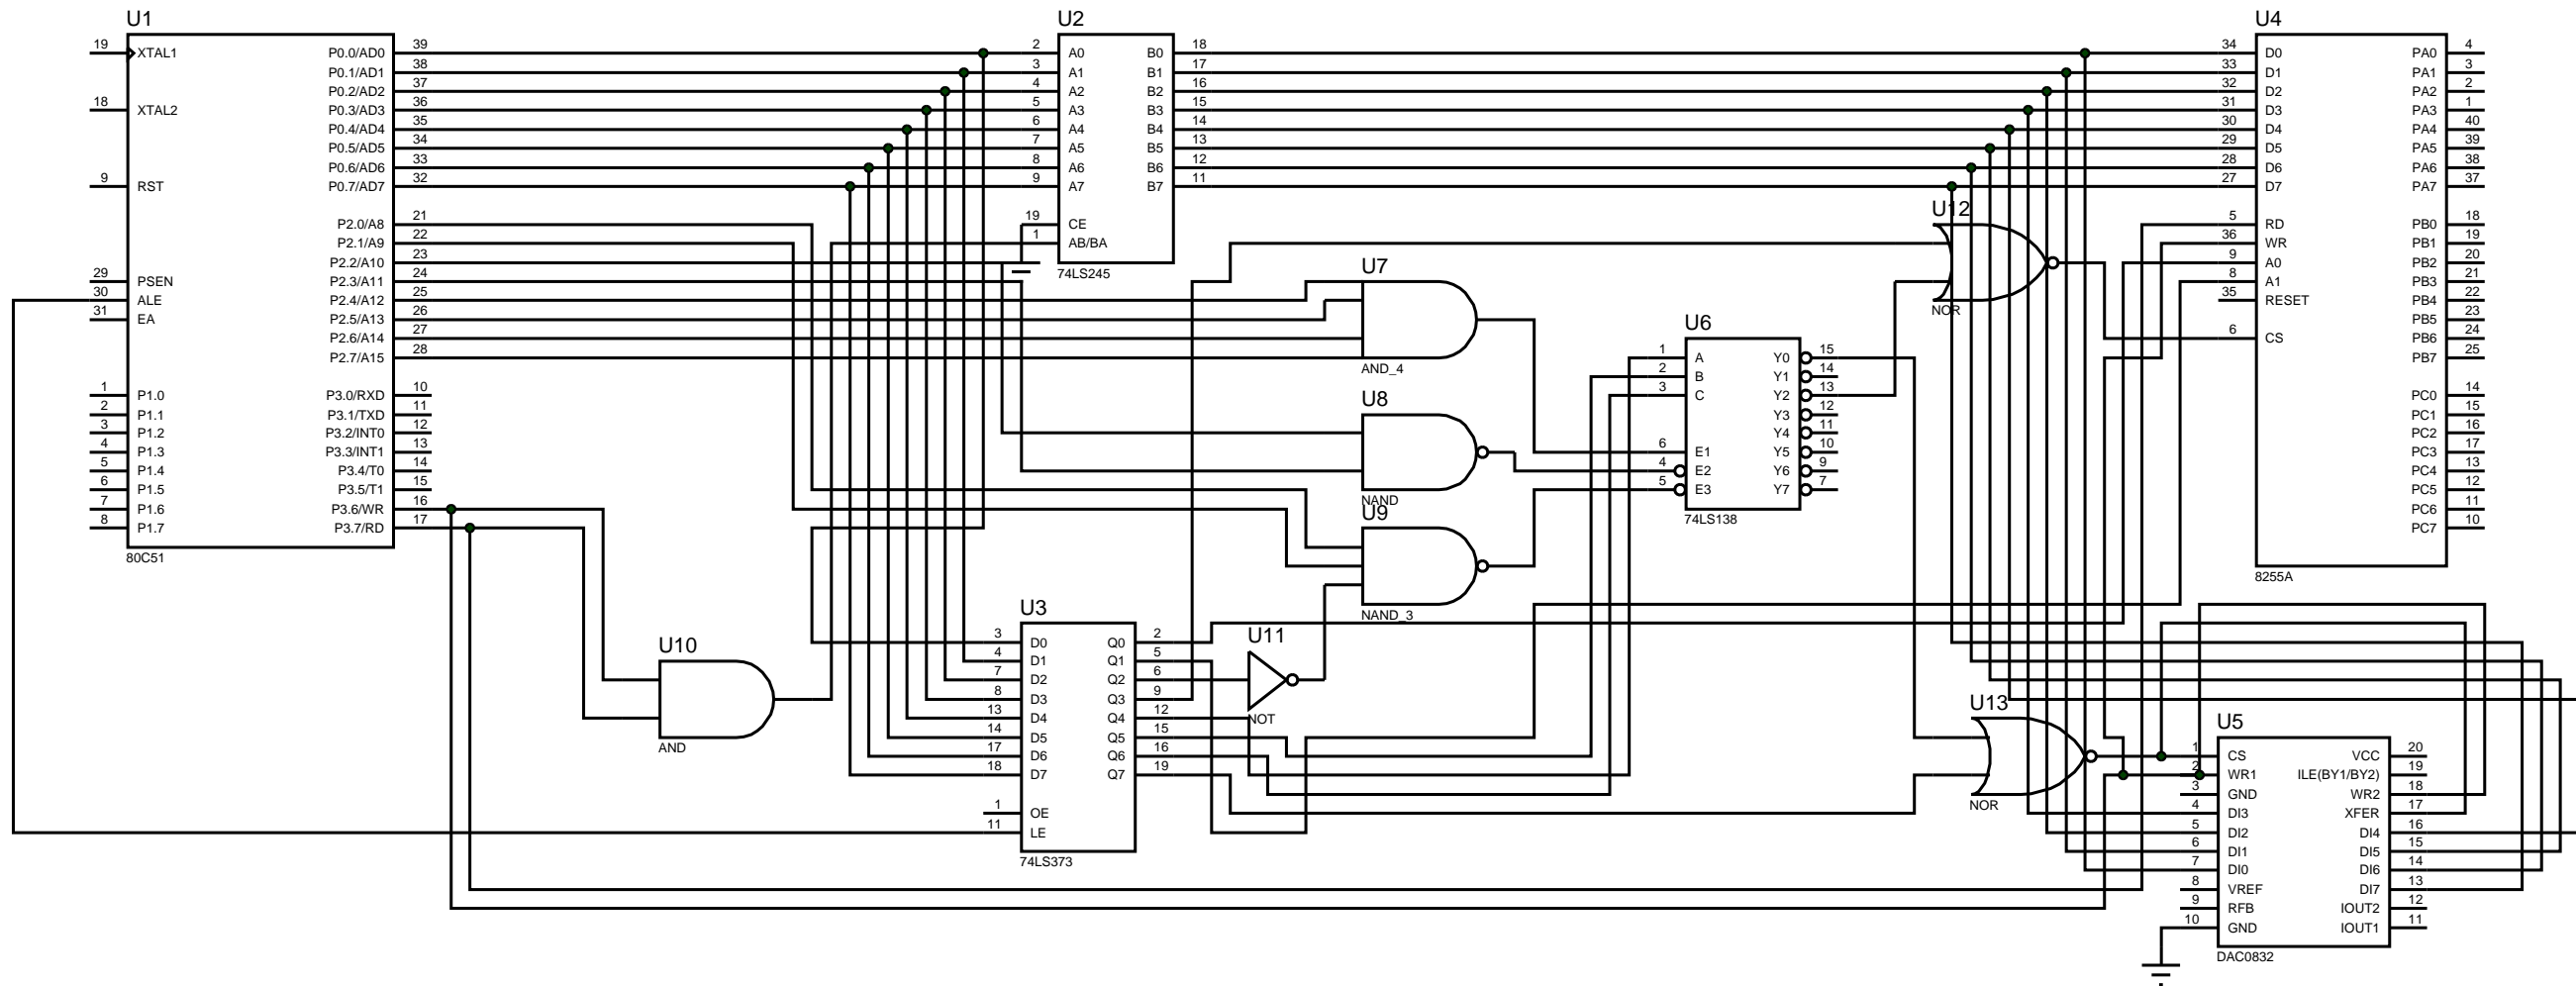 U1
19 XTAL1 P0.0/AD0 39
P0.1/AD1 38
P0.2/AD2 37
18 XTAL2 P0.3/AD3 36
P0.4/AD4 35
P0.5/AD5 34
P0.6/AD6 33
9 RST P0.7/AD7 32
P2.0/A8 21
P2.1/A9 22
P2.2/A10 23
29 PSEN P2.3/A11 24
30 ALE P2.4/A12 25
31 EA P2.5/A13 26
P2.6/A14 27
P2.7/A15 28
1 P1.0 P3.0/RXD 10
2 P1.1 P3.1/TXD 11
3 P1.2 P3.2/INT0 12
4 P1.3 P3.3/INT1 13
5 P1.4 P3.4/T0 14
6 P1.5 P3.5/T1 15
7 P1.6 P3.6/WR 16
8 P1.7 P3.7/RD 17
80C51
U2
2 A0 B0 18
3 A1 B1 17
4 A2 B2 16
5 A3 B3 15
6 A4 B4 14
7 A5 B5 13
8 A6 B6 12
9 A7 B7 11
19 CE
1 AB/BA
74LS245
U4
34 D0 PA0 4
33 D1 PA1 3
32 D2 PA2 2
31 D3 PA3 1
30 D4 PA4 40
29 D5 PA5 39
28 D6 PA6 38
27 D7 PA7 37
5 RD PB0 18
36 WR PB1 19
9 A0 PB2 20
8 A1 PB3 21
35 RESET PB4 22
PB5 23
6 CS PB6 24
PB7 25
PC0 14
PC1 15
PC2 16
PC3 17
PC4 13
PC5 12
PC6 11
PC7 10
8255A
U12
NOR
U7
AND_4
U8
NAND
U9
NAND_3
U6
1 A Y0 15
2 B Y1 14
3 C Y2 13
Y3 12
Y4 11
6 E1 Y5 10
4 E2 Y6 9
5 E3 Y7 7
74LS138
U10
AND
U3
3 D0 Q0 2
4 D1 Q1 5
7 D2 Q2 6
8 D3 Q3 9
13 D4 Q4 12
14 D5 Q5 15
17 D6 Q6 16
18 D7 Q7 19
1 OE
11 LE
74LS373
U11
NOT
U13
NOR
U5
1 CS VCC 20
2 WR1 ILE(BY1/BY2) 19
3 GND WR2 18
4 DI3 XFER 17
5 DI2 DI4 16
6 DI1 DI5 15
7 DI0 DI6 14
8 VREF DI7 13
9 RFB IOUT2 12
10 GND IOUT1 11
DAC0832